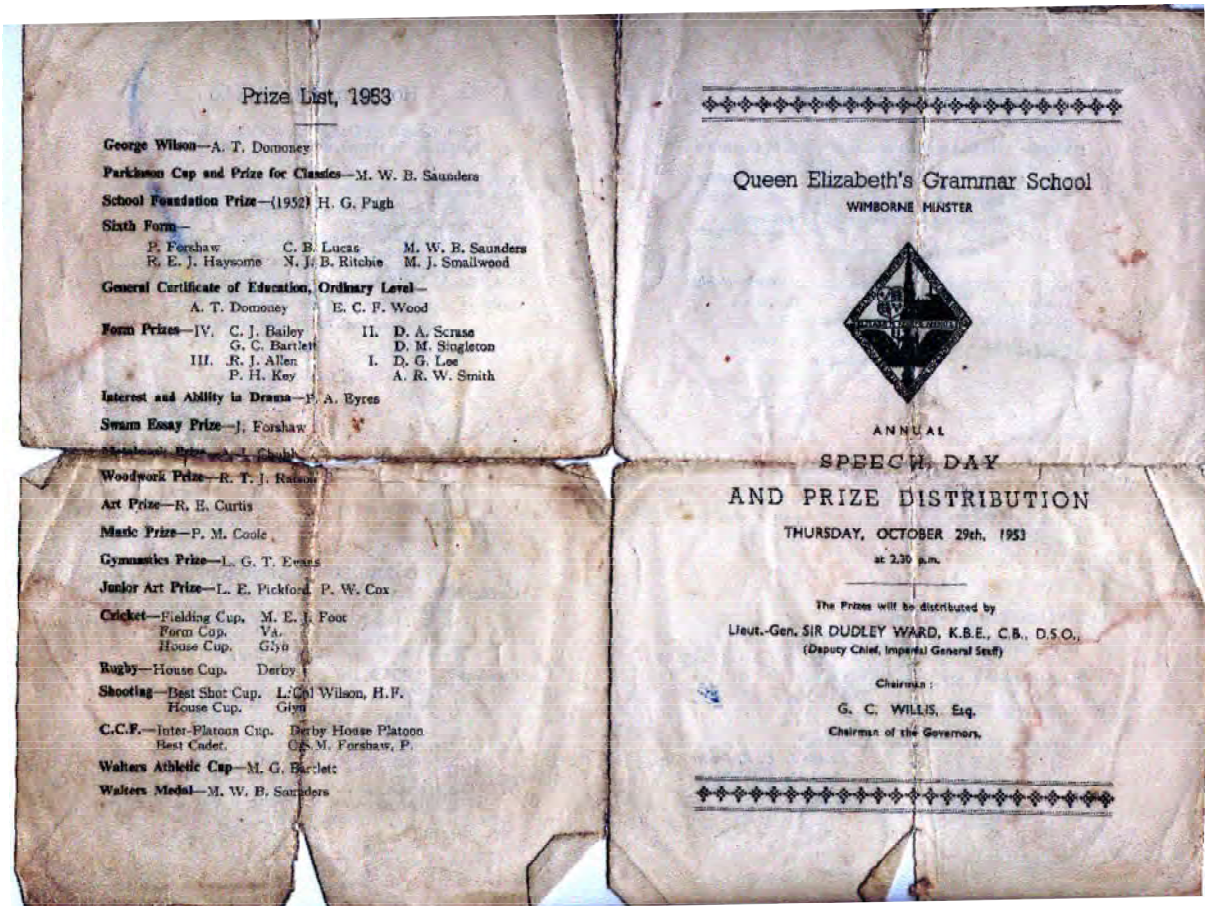 Prize List, 1953
George Wilson—A. T. Domoney
Parkinson Cup and Prize for Classics—M. W. B. Saunders
School Foundation Prize—(1952) H. G. Pugh
Sixth Form—
P. Forshaw C. B. Lucas M. W. B. Saunders
R. E. J. Haysome N. J. B. Ritchie M. J. Smallwood
General Certificate of Education, Ordinary Level—
A. T. Domoney E. C. F. Wood
Form Prizes—IV. C. J. Bailey II. D. A. Scrase
G. C. Bartlett D. M. Singleton
III. R. J. Allen I. D. G. Lee
P. H. Key A. R. W. Smith
Interest and Ability in Drama—P. A. Eyres
Swann Essay Prize—J. Forshaw
Metalwork Prize—Chubb
Woodwork Prize—R. T. J.
Art Prize—R. E. Curtis
Music Prize—P. M. Coole
Gymnastics Prize—L. G. T. Evans
Junior Art Prize—L. E. Pickford, P. W. Cox
Cricket—Fielding Cup. M. E. J. Foot
Form Cup. VA.
House Cup. Glyn
Rugby—House Cup. Derby
Shooting—Best Shot Cup. L/Cpl Wilson, H.F.
House Cup. Glyn
C.C.F.—Inter-Platoon Cup. Derby House Platoon
Best Cadet. C.S.M. Forshaw, P.
Walters Athletic Cup—M. G. Bartlett
Walters Medal—M. W. B. Saunders
Queen Elizabeth's Grammar School
WIMBORNE MINSTER
ANNUAL
SPEECH DAY
AND PRIZE DISTRIBUTION
THURSDAY, OCTOBER 29th, 1953
at 2.30 p.m.
The Prizes will be distributed by
Lieut.-Gen. SIR DUDLEY WARD, K.B.E., C.B., D.S.O.,
(Deputy Chief, Imperial General Staff)
Chairman :
G. C. WILLIS, Esq.
Chairman of the Governors.